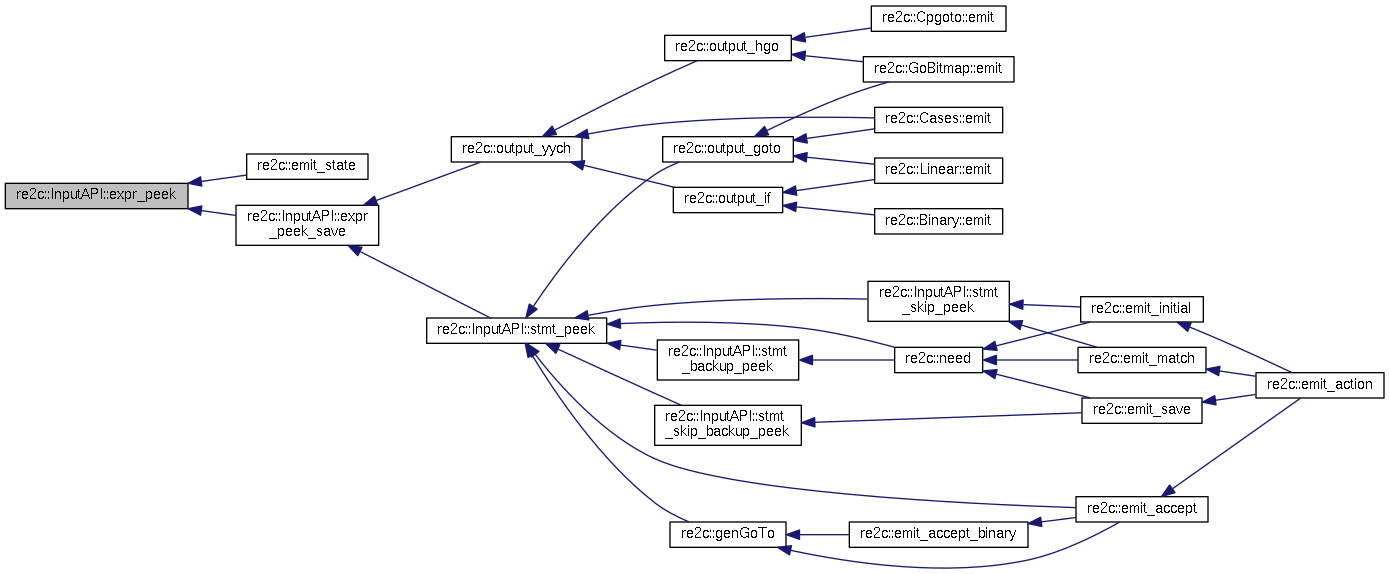 re2c::InputAPI::expr_peek
re2c::emit_state
re2c::InputAPI::expr
_peek_save
re2c::output_yych
re2c::InputAPI::stmt_peek
re2c::output_hgo
re2c::output_goto
re2c::output_if
re2c::Cpgoto::emit
re2c::GoBitmap::emit
re2c::Cases::emit
re2c::Linear::emit
re2c::Binary::emit
re2c::InputAPI::stmt
_skip_peek
re2c::InputAPI::stmt
_backup_peek
re2c::need
re2c::InputAPI::stmt
_skip_backup_peek
re2c::genGoTo
re2c::emit_accept_binary
re2c::emit_initial
re2c::emit_match
re2c::emit_save
re2c::emit_accept
re2c::emit_action